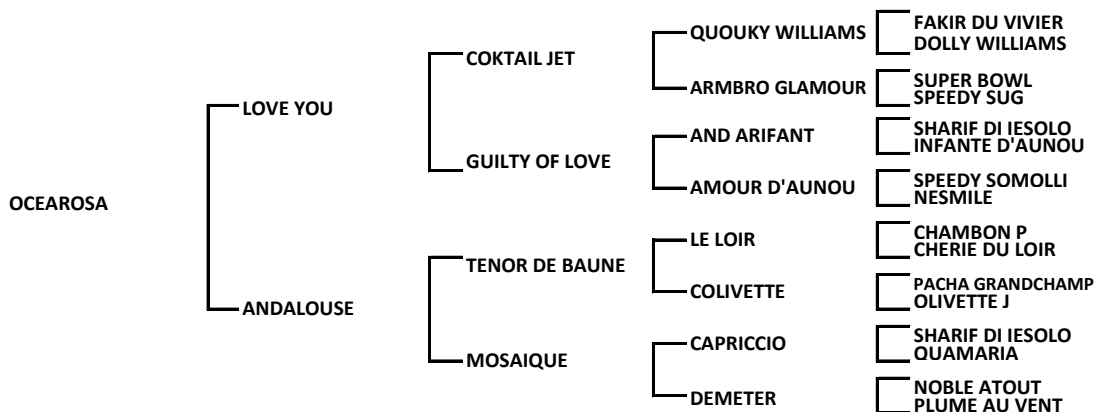 OCEAROSA
LOVE YOU
ANDALOUSE
COKTAIL JET
GUILTY OF LOVE
TENOR DE BAUNE
MOSAIQUE
QUOUKY WILLIAMS
ARMBRO GLAMOUR
AND ARIFANT
AMOUR D'AUNOU
LE LOIR
COLIVETTE
CAPRICCIO
DEMETER
FAKIR DU VIVIER
DOLLY WILLIAMS
SUPER BOWL
SPEEDY SUG
SHARIF DI IESOLO
INFANTE D'AUNOU
SPEEDY SOMOLLI
NESMILE
CHAMBON P
CHERIE DU LOIR
PACHA GRANDCHAMP
OLIVETTE J
SHARIF DI IESOLO
QUAMARIA
NOBLE ATOUT
PLUME AU VENT